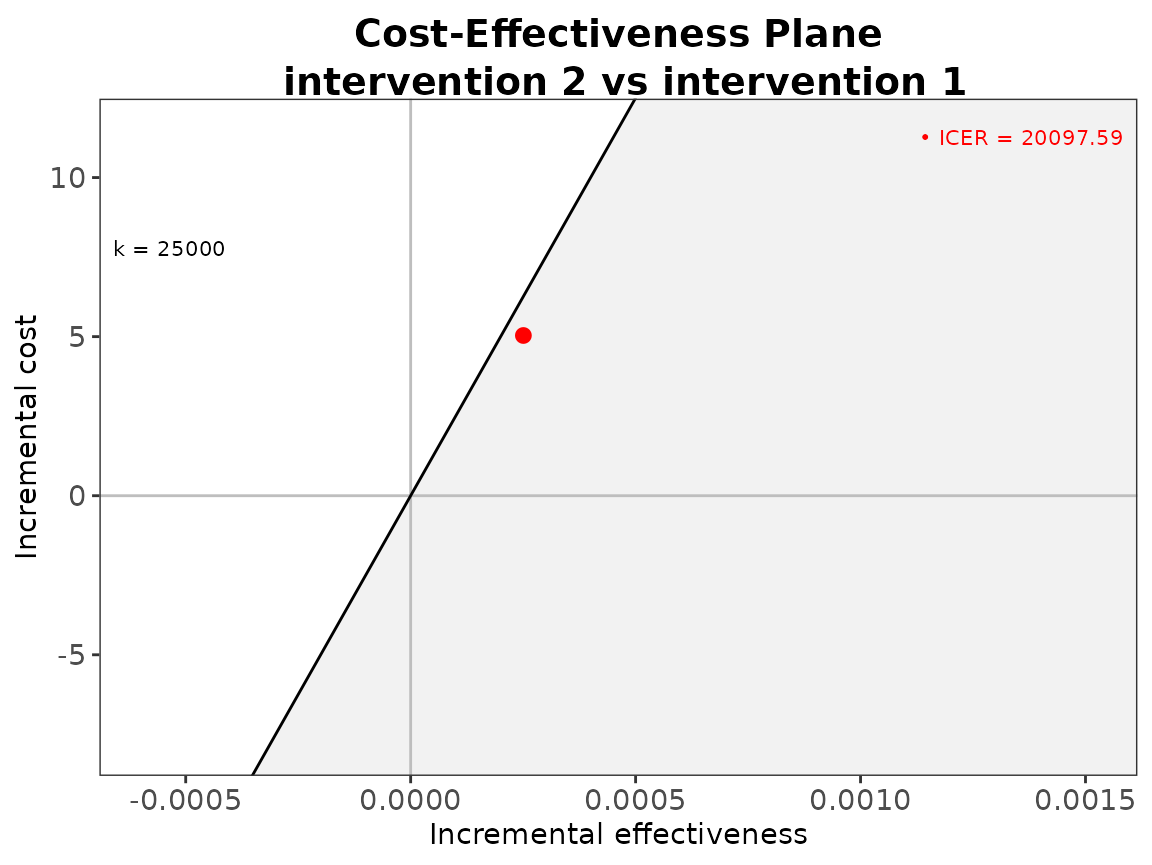 Cost-Effectiveness Plane
intervention 2 vs intervention 1
• ICER = 20097.59
k = 25000
10
5
0
-5
Incremental cost
-0.0005 0.0000 0.0005 0.0010 0.0015
Incremental effectiveness